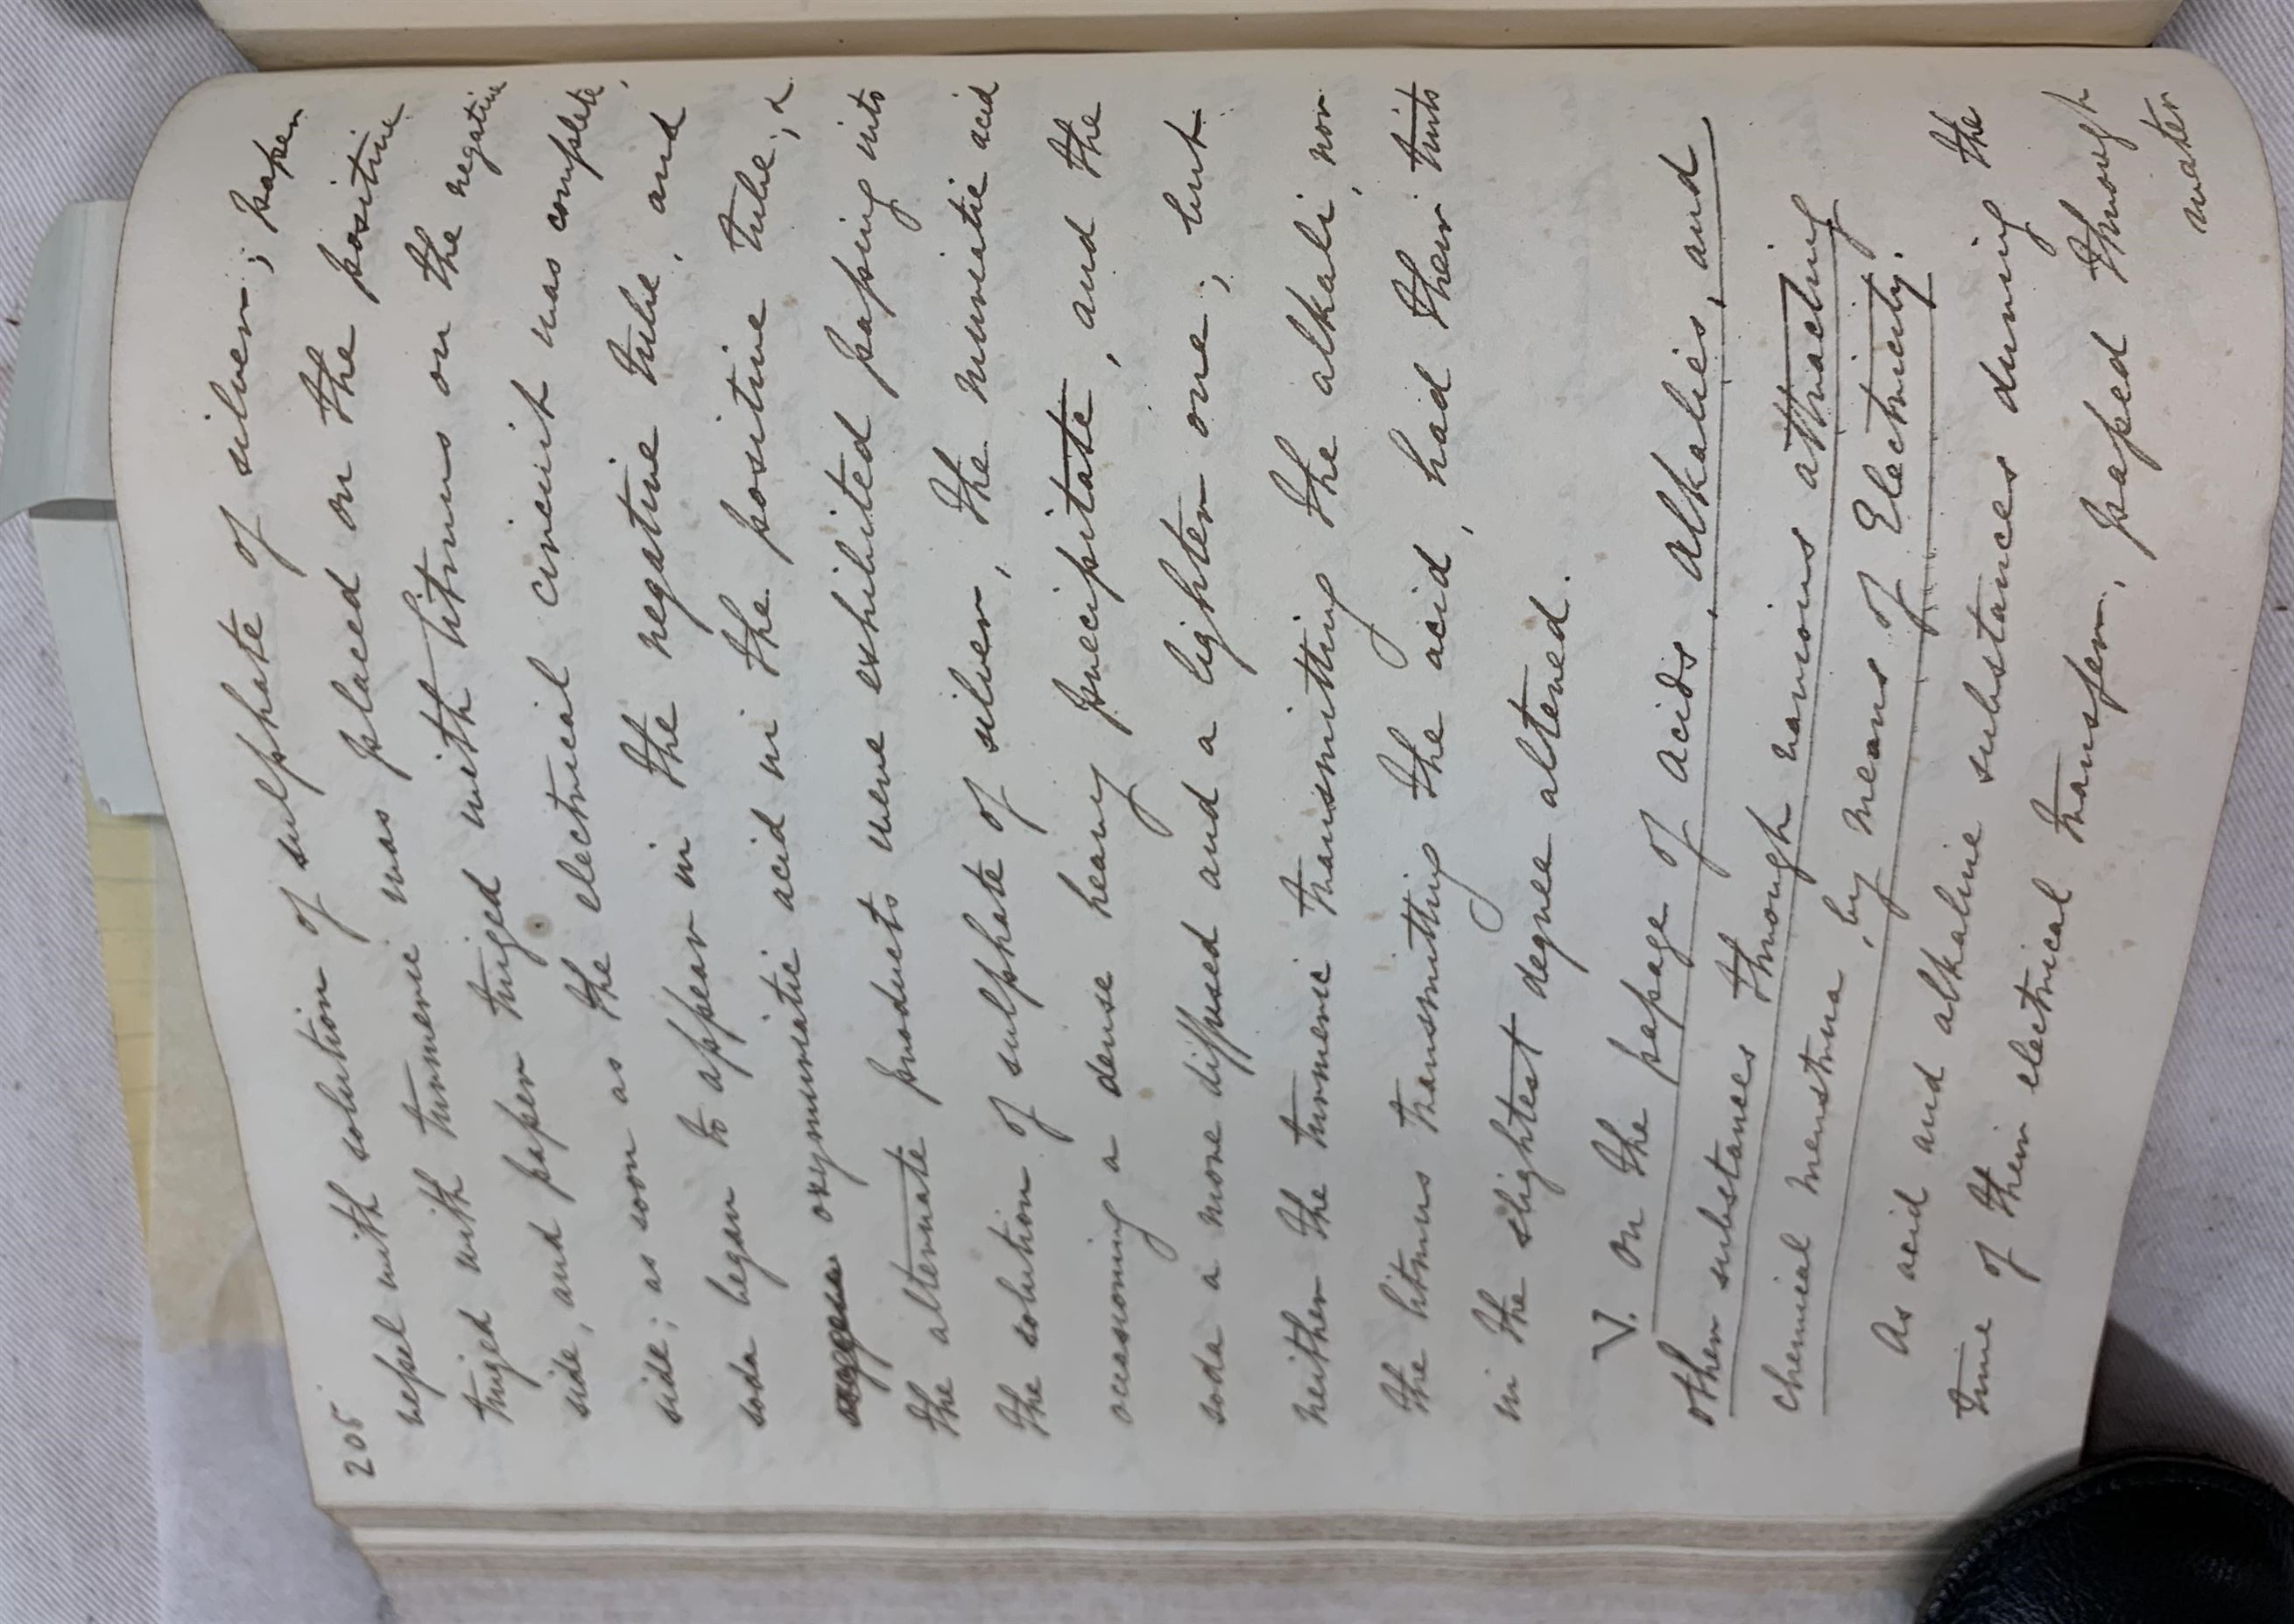 205
vessel with solution of sulphate of silver; paper
tinged with turmeric was placed on the positive
side, and paper tinged with litmus on the negative
side; as soon as the electrical circuit was complete,
soda began to appear in the negative tube, and
oxymuriatic acid in the positive tube; &
the alternate products were exhibited passing into
the solution of sulphate of silver, the muriatic acid
occasioning a dense heavy precipitate, and the
soda a more diffused and a lighter one; but
neither the turmeric transmitting the alkali, nor
the litmus transmitting the acid, had their tints
in the slightest degree altered.
V. On the passage of acids, alkalies, and
other substances through various attracting
chemical menstrua, by means of Electricity.
As acid and alkaline substances during the
time of their electrical transfer, passed through
water